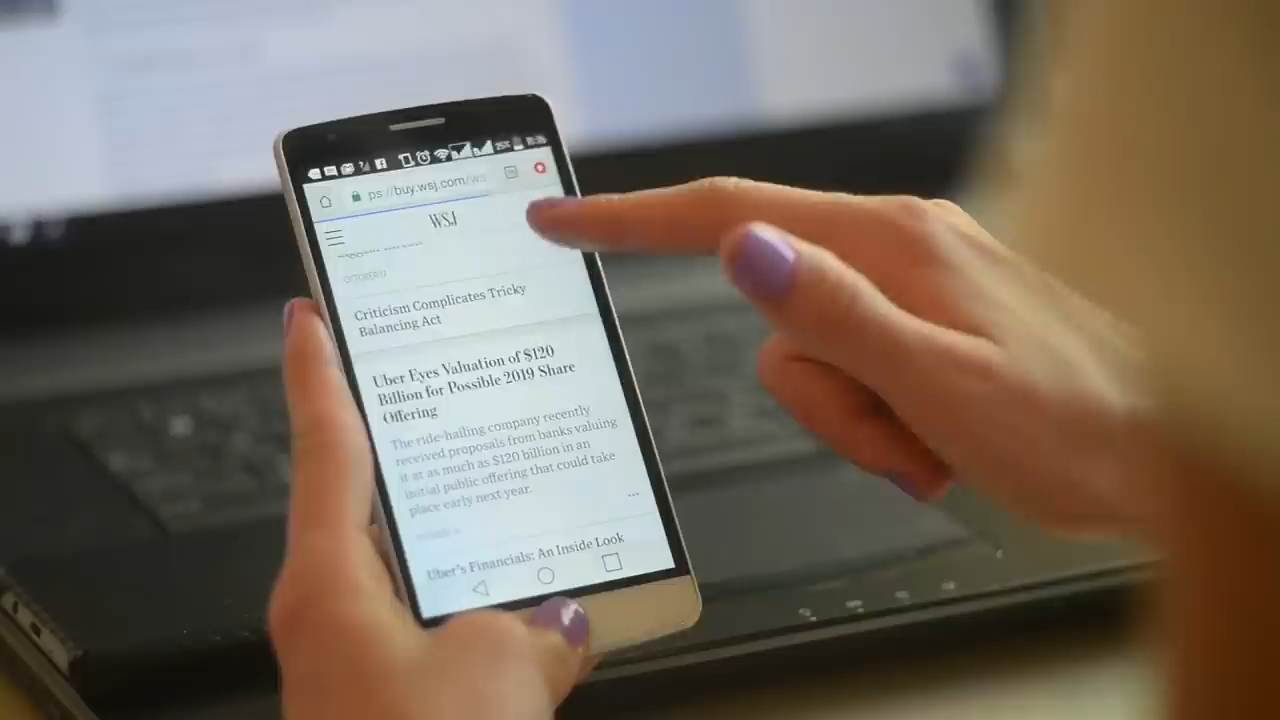 ps://buy.wsj.com/ws
WSJ
Criticism Complicates Tricky
Balancing Act
Uber Eyes Valuation of $120
Billion for Possible 2019 Share
Offering
The ride-hailing company recently
received proposals from banks valuing
it at as much as $120 billion in an
initial public offering that could take
place early next year.
...
Uber's Financials: An Inside Look